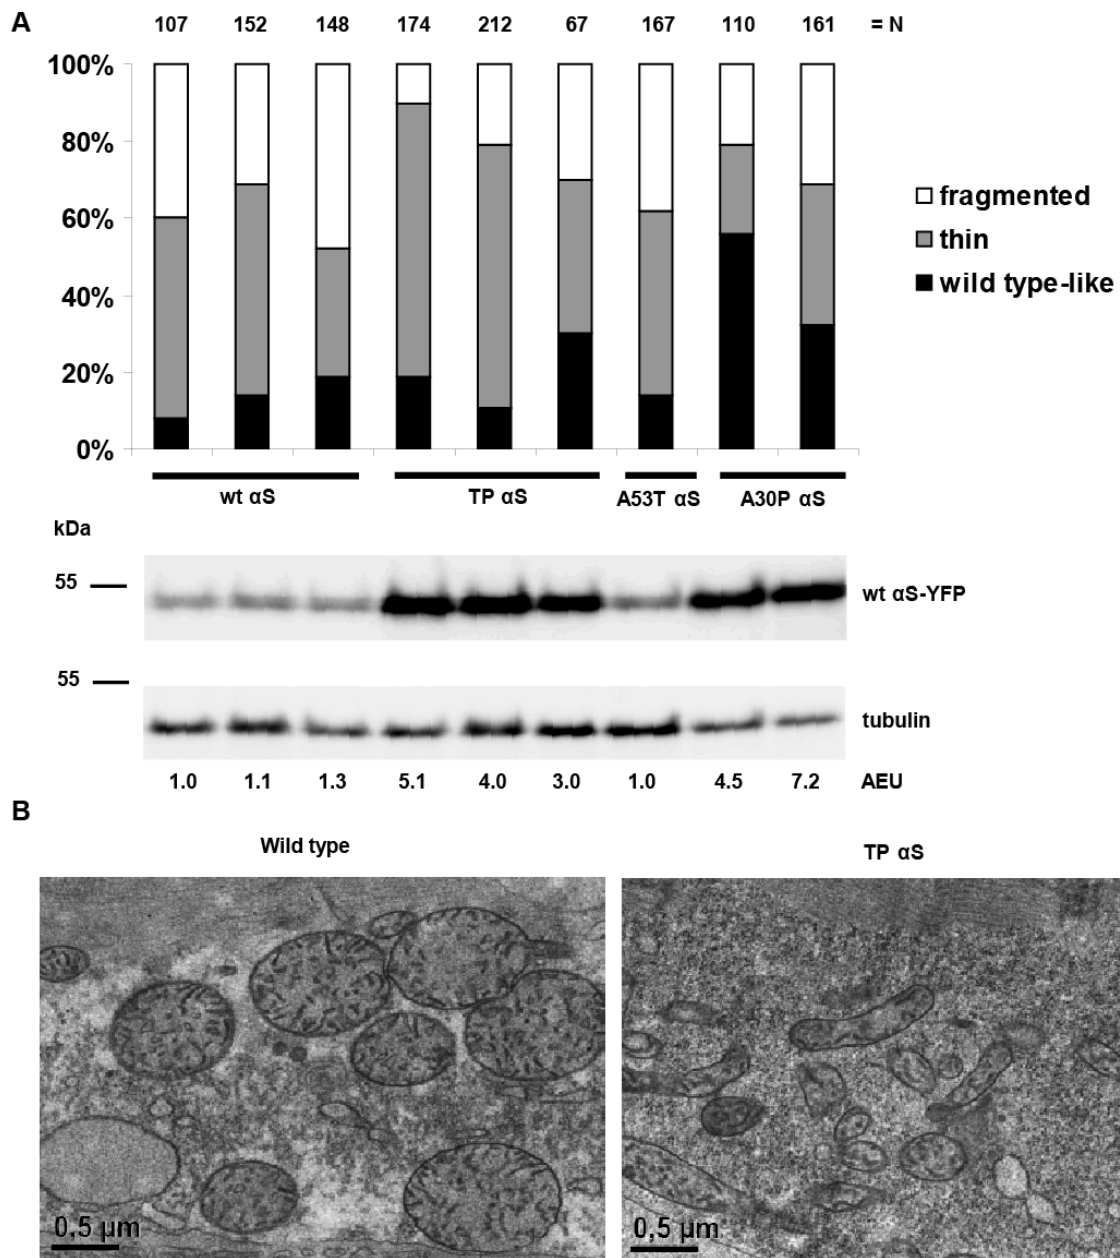 A
107 152 148 174 212 67 167 110 161 = N
100%
80%
60%
40%
20%
0%
fragmented
thin
wild type-like
wt αS TP αS A53T αS A30P αS
kDa
55
wt αS-YFP
55
tubulin
1.0 1.1 1.3 5.1 4.0 3.0 1.0 4.5 7.2 AEU
B
Wild type TP αS
0,5 µm 0,5 µm